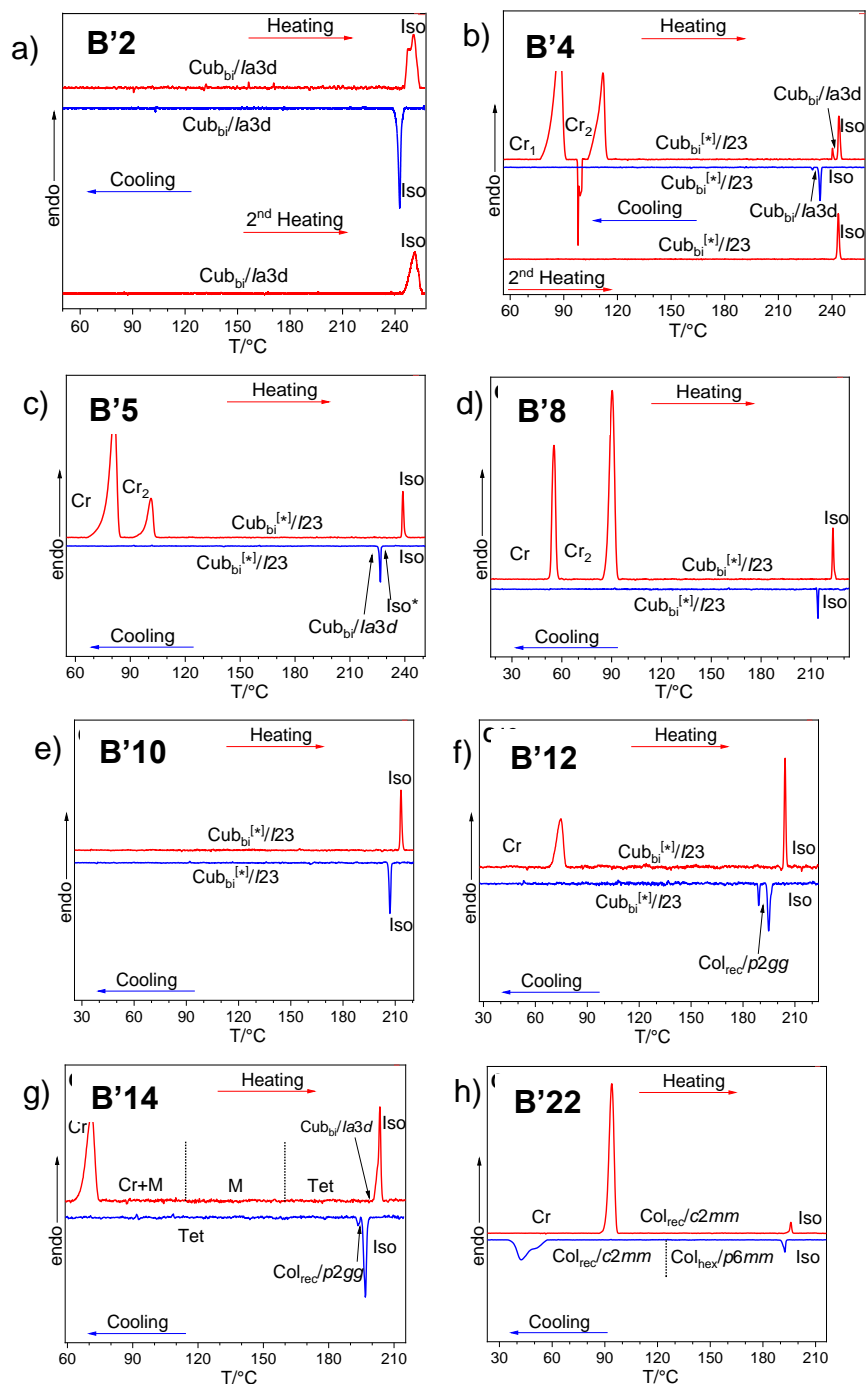 a)
B'2
Heating
Iso
Cub_bi/Ia3d
Cub_bi/Ia3d
endo
Cooling
Iso
2nd Heating
Iso
Cub_bi/Ia3d
60 90 120 150 180 210 240
T/°C
b)
B'4
Heating
Cub_bi/Ia3d
Cr1
Cr2
Cub_bi[*]/I23
Iso
Cub_bi[*]/I23
Iso
Cooling
Cub_bi/Ia3d
endo
Cub_bi[*]/I23
Iso
2nd Heating
60 90 120 150 180 210 240
T/°C
c)
B'5
Heating
Cr
Cr2
Iso
Cub_bi[*]/I23
Cub_bi[*]/I23
Iso
endo
Iso*
Cub_bi/Ia3d
Cooling
60 90 120 150 180 210 240
T/°C
d)
B'8
Heating
Iso
Cr
Cr2
Cub_bi[*]/I23
Cub_bi[*]/I23
Iso
endo
Cooling
30 60 90 120 150 180 210
T/°C
e)
B'10
Heating
Iso
Cub_bi[*]/I23
Cub_bi[*]/I23
endo
Iso
Cooling
30 60 90 120 150 180 210
T/°C
f)
B'12
Heating
Cr
Cub_bi[*]/I23
Iso
Cub_bi[*]/I23
Iso
endo
Col_rec/p2gg
Cooling
30 60 90 120 150 180 210
T/°C
g)
B'14
Heating
Cr
Cub_bi/Ia3d
Iso
Cr+M
M
Tet
Tet
Iso
endo
Col_rec/p2gg
Cooling
60 90 120 150 180 210
T/°C
h)
B'22
Heating
Cr
Col_rec/c2mm
Iso
Col_rec/c2mm
Col_hex/p6mm
Iso
endo
Cooling
30 60 90 120 150 180 210
T/°C